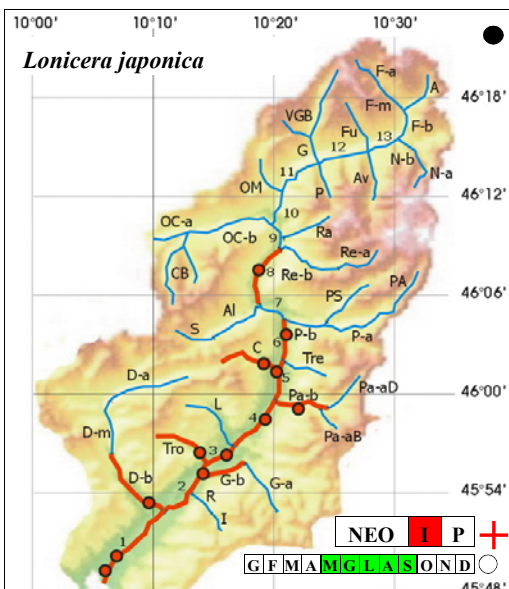 10°00' 10°10' 10°20' 10°30'
Lonicera japonica
F-a
A
VGB
F-m
46°18'
Fu
F-b
13
G
12
N-b
11
N-a
OM
P
Av
46°12'
OC-a
10
Ra
OC-b
9
Re-a
CB
8
Re-b
PA
PS
46°06'
Al
7
S
P-b
P-a
6
C
Tre
D-a
5
46°00'
Pa-b
Pa-aD
L
4
D-m
Pa-aB
Tro
3
D-b
G-b
G-a
2
R
45°54'
I
NEO I P
1
G F M A M G L A S O N D
45°48'